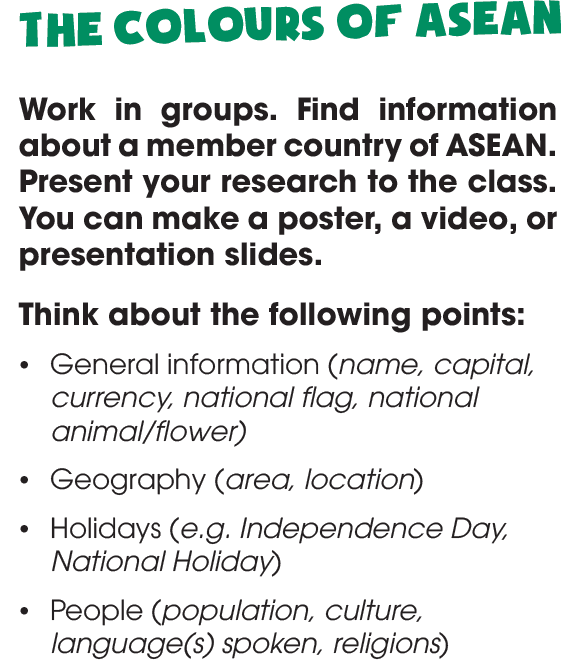 THE COLOURS OF ASEAN
Work in groups. Find information
about a member country of ASEAN.
Present your research to the class.
You can make a poster, a video, or
presentation slides.
Think about the following points:
• General information (name, capital,
currency, national flag, national
animal/flower)
• Geography (area, location)
• Holidays (e.g. Independence Day,
National Holiday)
• People (population, culture,
language(s) spoken, religions)